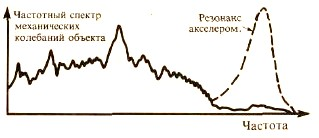 Частотный спектр
механических
колебаний объекта
Резонанс
акселером.
Частота